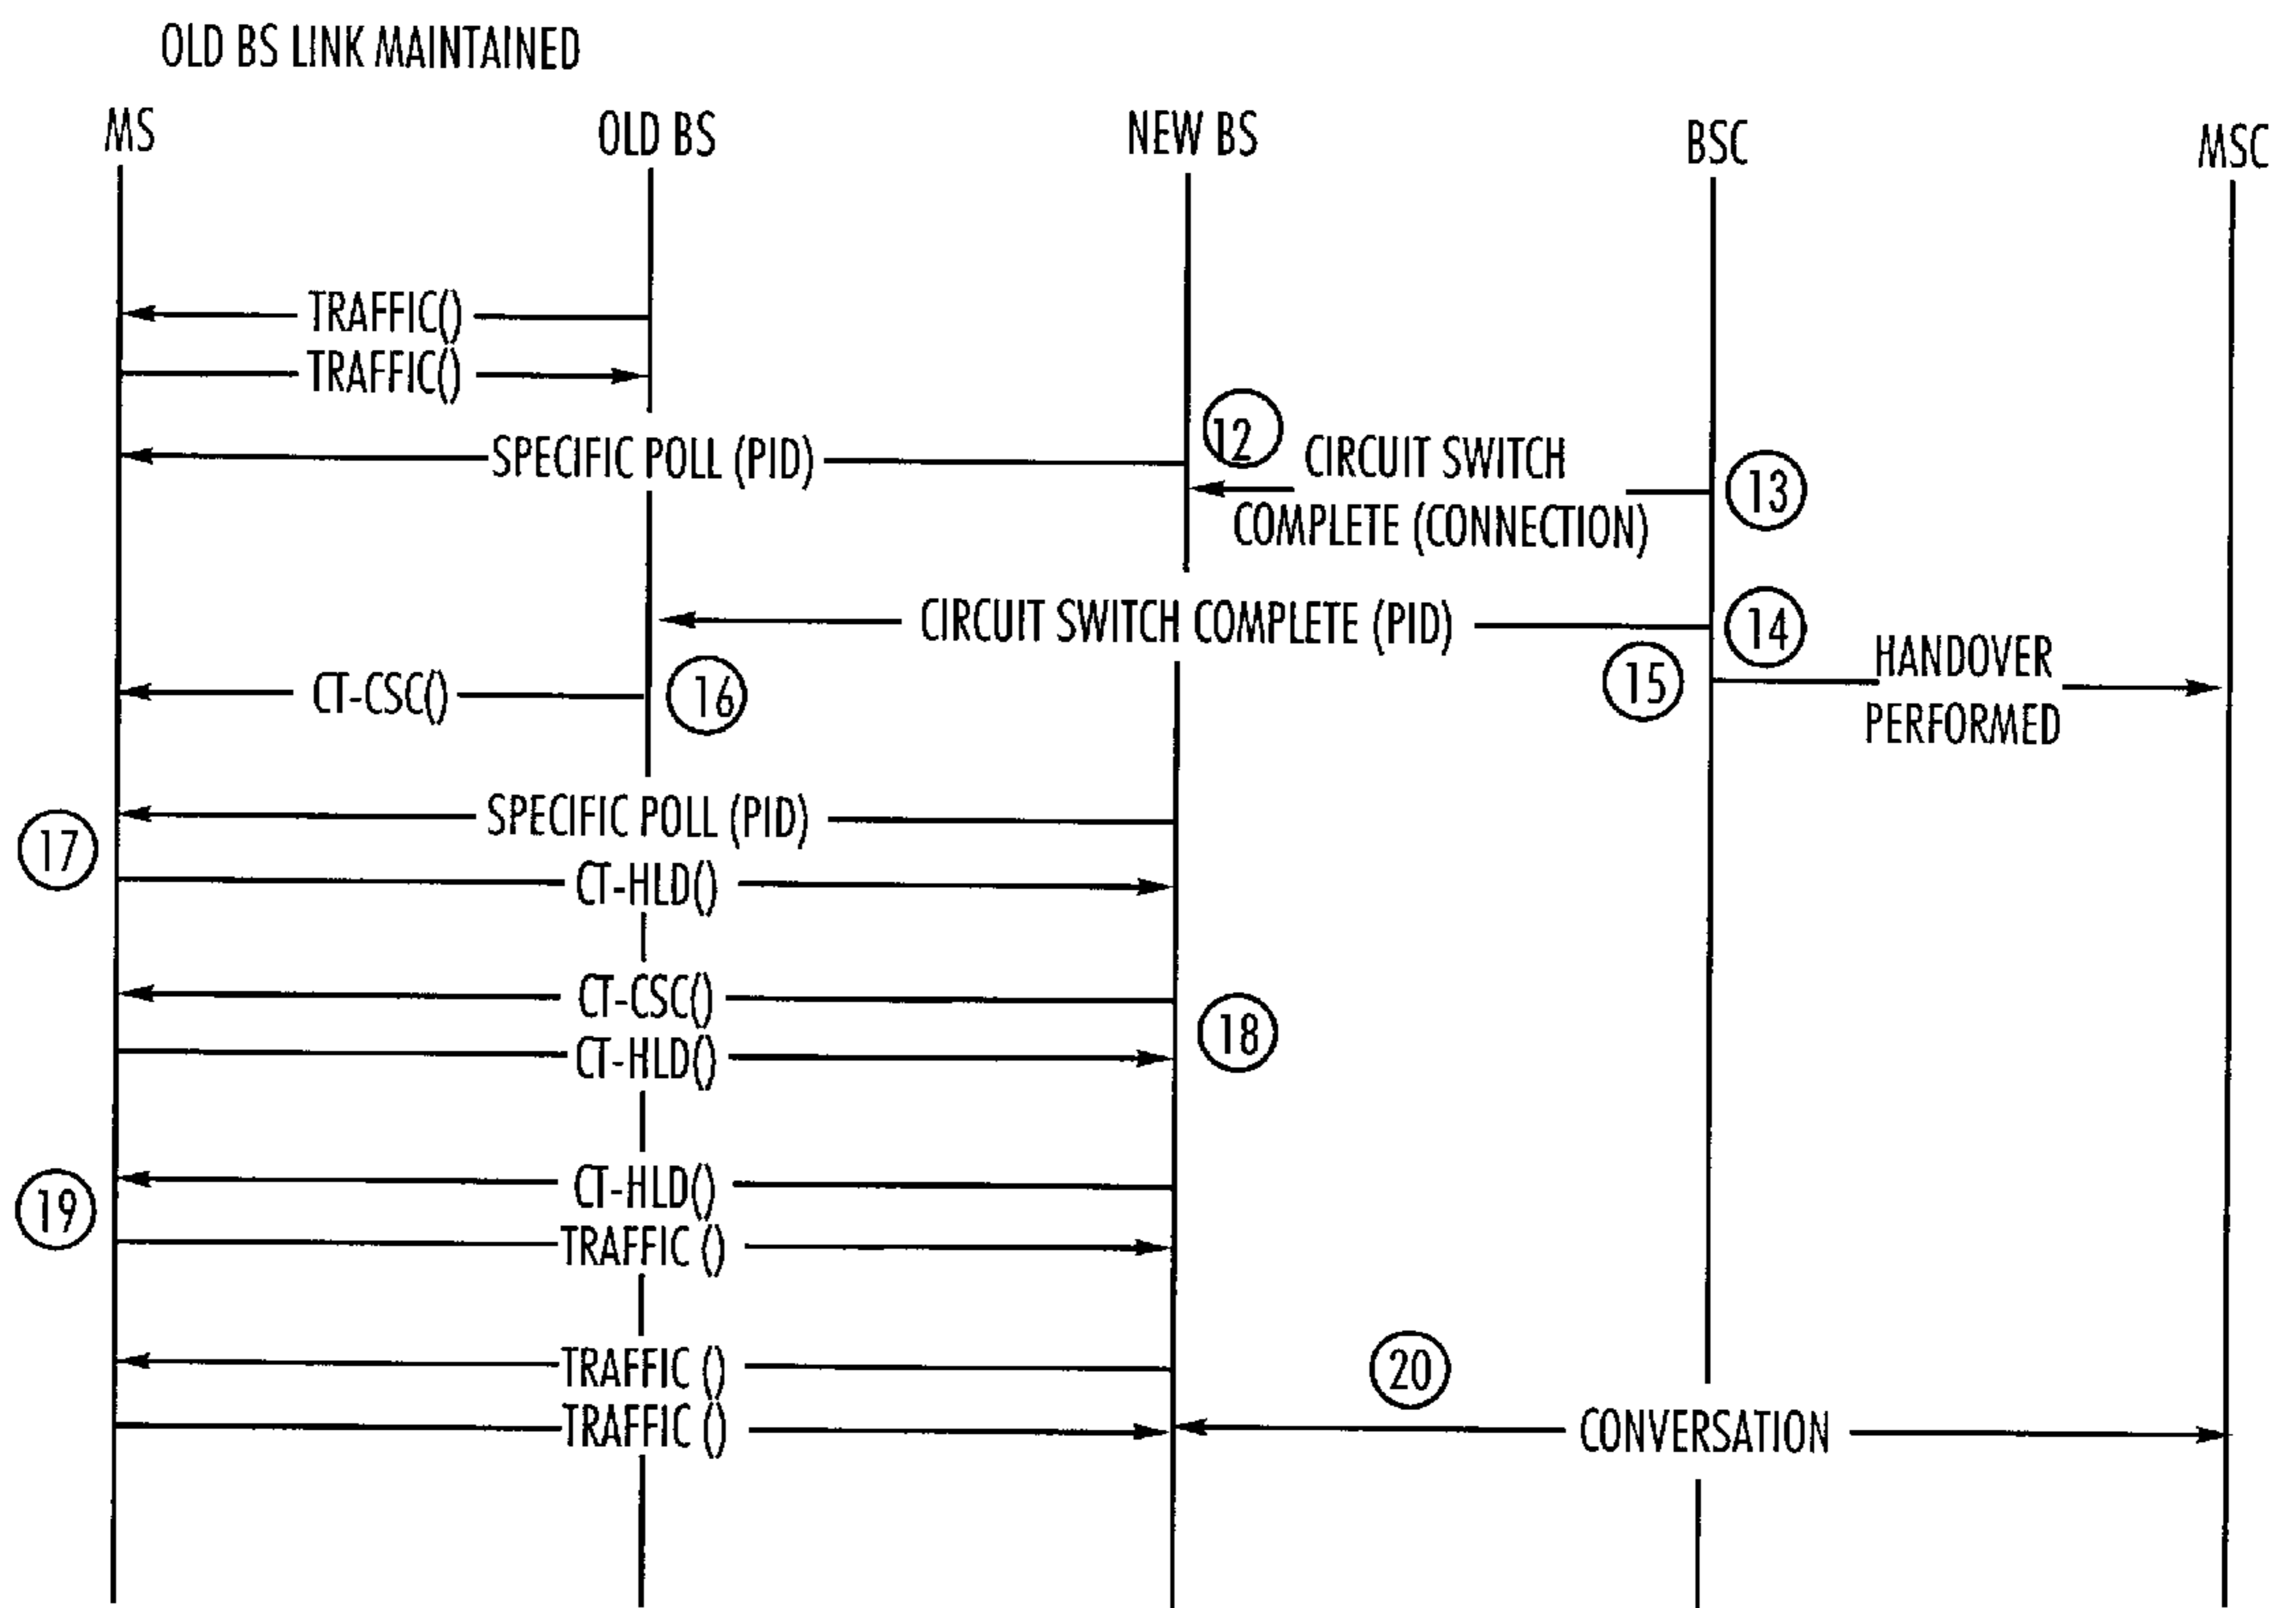 OLD BS LINK MAINTAINED
MS
OLD BS
NEW BS
BSC
MSC
TRAFFIC()
TRAFFIC()
12
SPECIFIC POLL (PID)
CIRCUIT SWITCH
COMPLETE (CONNECTION)
13
CIRCUIT SWITCH COMPLETE (PID)
14
15
HANDOVER
PERFORMED
CT-CSC()
16
SPECIFIC POLL (PID)
17
CT-HLD()
CT-CSC()
18
CT-HLD()
CT-HLD()
19
TRAFFIC ()
TRAFFIC ()
20
TRAFFIC ()
CONVERSATION